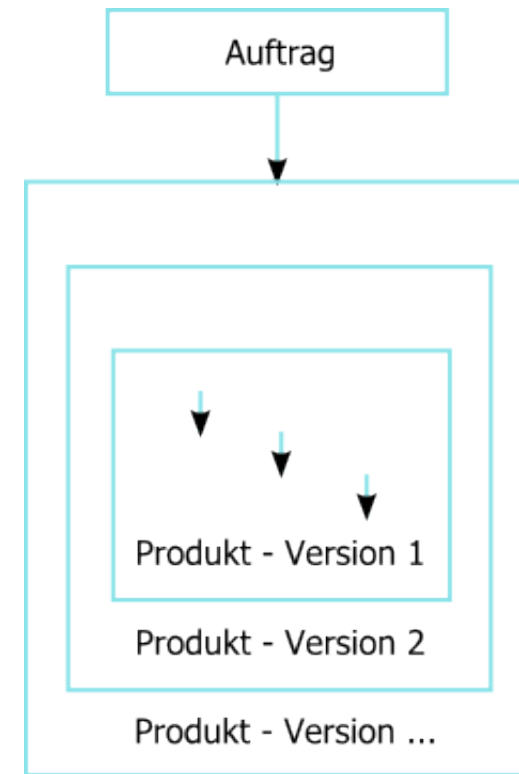 Auftrag
Produkt - Version 1
Produkt - Version 2
Produkt - Version ...